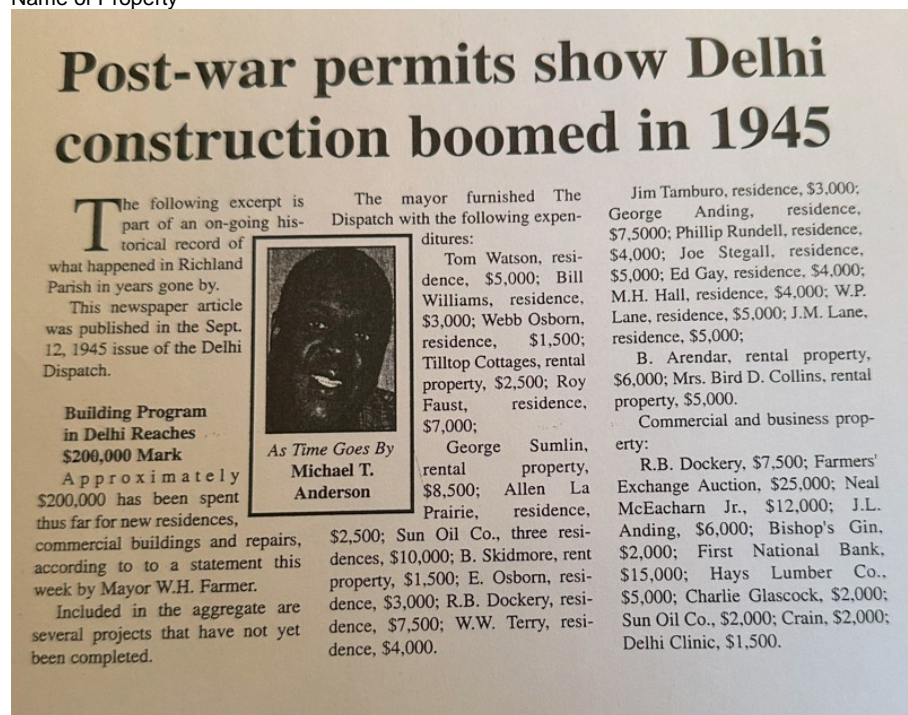 Name of Property
Post-war permits show Delhi
construction boomed in 1945
The following excerpt is
part of an on-going his-
torical record of
what happened in Richland
Parish in years gone by.
This newspaper article
was published in the Sept.
12, 1945 issue of the Delhi
Dispatch.
Building Program
in Delhi Reaches
$200,000 Mark
Approximately
$200,000 has been spent
thus far for new residences,
commercial buildings and repairs,
according to to a statement this
week by Mayor W.H. Farmer.
Included in the aggregate are
several projects that have not yet
been completed.
As Time Goes By
Michael T.
Anderson
The mayor furnished The
Dispatch with the following expen-
ditures:
Tom Watson, resi-
dence, $5,000; Bill
Williams, residence,
$3,000; Webb Osborn,
residence, $1,500;
Tilltop Cottages, rental
property, $2,500; Roy
Faust, residence,
$7,000;
George Sumlin,
rental property,
$8,500; Allen La
Prairie, residence,
$2,500; Sun Oil Co., three resi-
dences, $10,000; B. Skidmore, rent
property, $1,500; E. Osborn, resi-
dence, $3,000; R.B. Dockery, resi-
dence, $7,500; W.W. Terry, resi-
dence, $4,000.
Jim Tamburo, residence, $3,000;
George Anding, residence,
$7,5000; Phillip Rundell, residence,
$4,000; Joe Stegall, residence,
$5,000; Ed Gay, residence, $4,000;
M.H. Hall, residence, $4,000; W.P.
Lane, residence, $5,000; J.M. Lane,
residence, $5,000;
B. Arendar, rental property,
$6,000; Mrs. Bird D. Collins, rental
property, $5,000.
Commercial and business prop-
erty:
R.B. Dockery, $7,500; Farmers'
Exchange Auction, $25,000; Neal
McEacharn Jr., $12,000; J.L.
Anding, $6,000; Bishop's Gin,
$2,000; First National Bank,
$15,000; Hays Lumber Co.,
$5,000; Charlie Glascock, $2,000;
Sun Oil Co., $2,000; Crain, $2,000;
Delhi Clinic, $1,500.